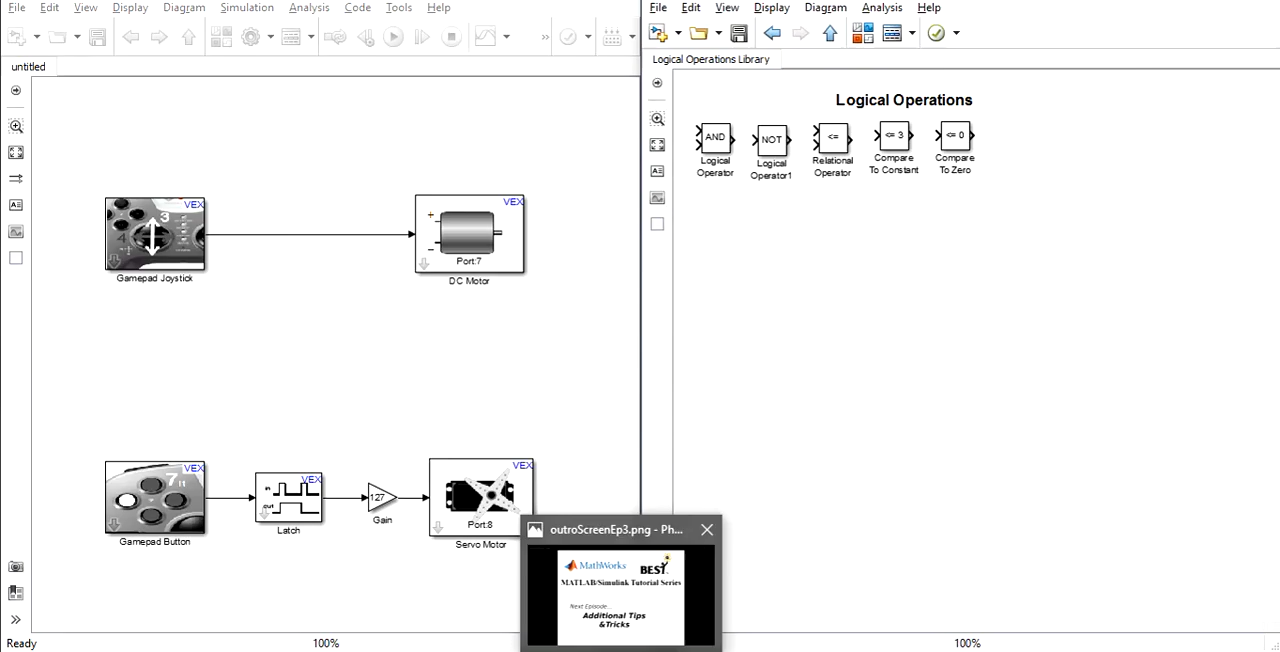 File Edit View Display Diagram Simulation Analysis Code Tools Help
File Edit View Display Diagram Analysis Help
untitled
Logical Operations Library
Logical Operations
AND
NOT
<=
<= 3
<= 0
Logical
Operator
Logical
Operator1
Relational
Operator
Compare
To Constant
Compare
To Zero
VEX
3
4
Gamepad Joystick
VEX
+
−
Port:7
DC Motor
VEX
7
Gamepad Button
VEX
in
out
Latch
127
Gain
VEX
Port:8
Servo Motor
outroScreenEp3.png - Ph...
MathWorks
BEST
MATLAB/Simulink Tutorial Series
Next Episode...
Additional Tips
&Tricks
Ready
100%
100%